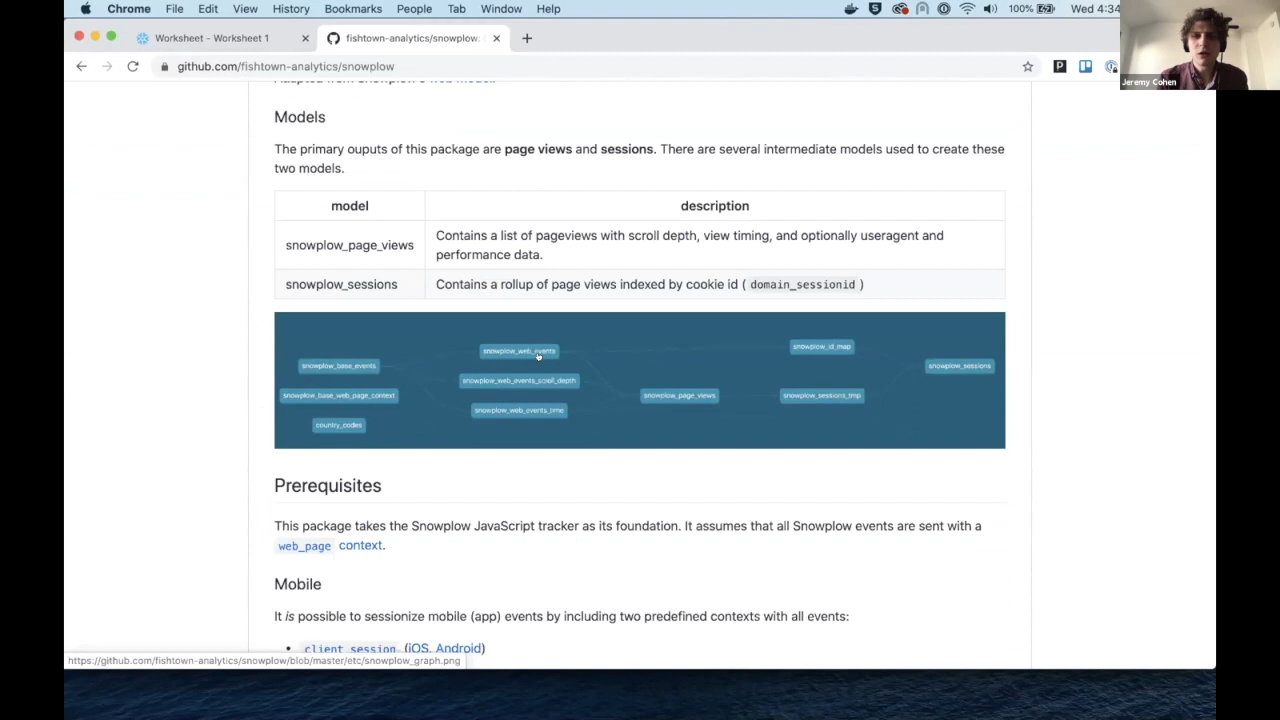 Chrome File Edit View History Bookmarks People Tab Window Help 100% Wed 4:34
Worksheet - Worksheet 1 fishtown-analytics/snowplow:
github.com/fishtown-analytics/snowplow
Jeremy Cohen
Models
The primary ouputs of this package are page views and sessions. There are several intermediate models used to create these
two models.
model description
snowplow_page_views Contains a list of pageviews with scroll depth, view timing, and optionally useragent and
performance data.
snowplow_sessions Contains a rollup of page views indexed by cookie id ( domain_sessionid )
snowplow_id_map
snowplow_web_events
snowplow_base_events snowplow_sessions
snowplow_web_events_scroll_depth
snowplow_base_web_page_context snowplow_page_views snowplow_sessions_tmp
snowplow_web_events_time
country_codes
Prerequisites
This package takes the Snowplow JavaScript tracker as its foundation. It assumes that all Snowplow events are sent with a
web_page context.
Mobile
It is possible to sessionize mobile (app) events by including two predefined contexts with all events:
• client_session (iOS, Android)
https://github.com/fishtown-analytics/snowplow/blob/master/etc/snowplow_graph.png